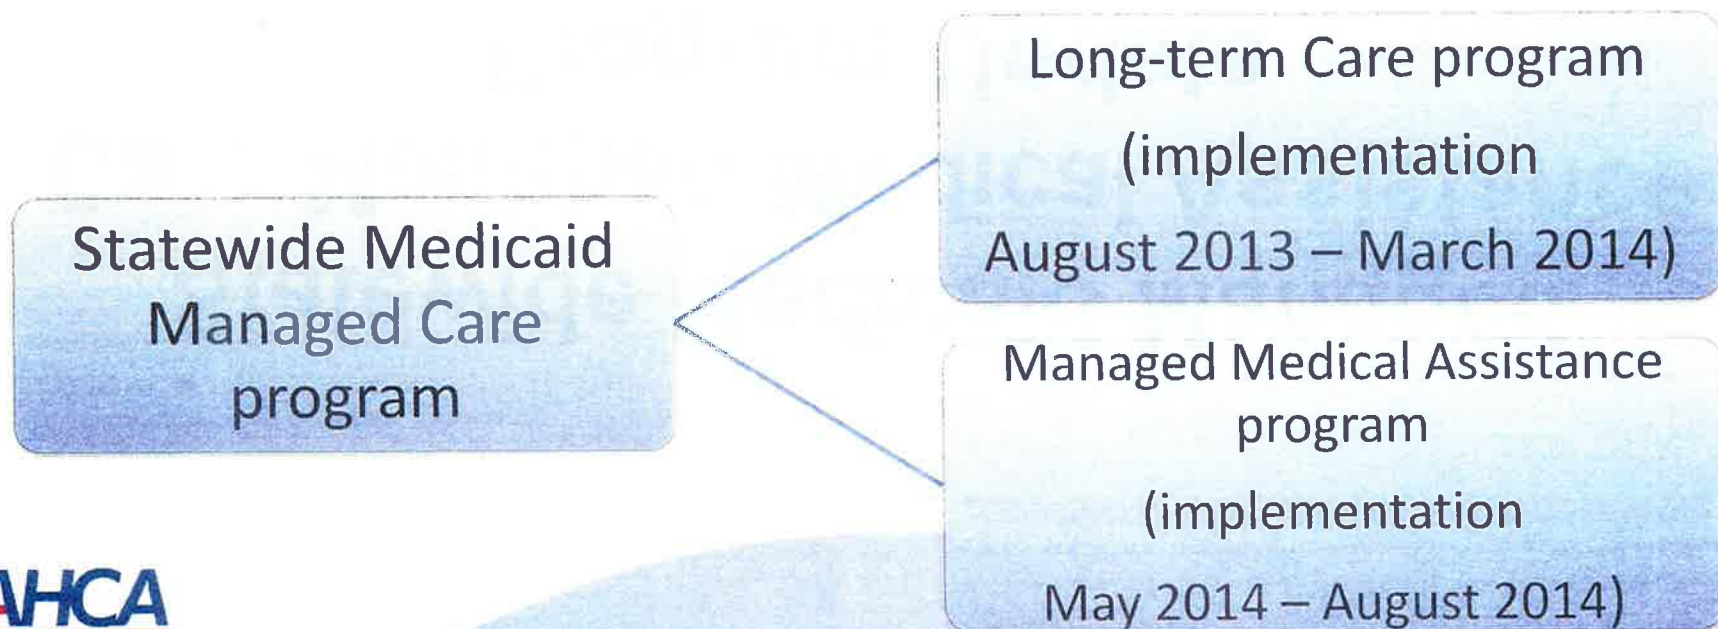 Statewide Medicaid
Managed Care
program
Long-term Care program
(implementation
August 2013 – March 2014)
Managed Medical Assistance
program
(implementation
May 2014 – August 2014)
AHCA